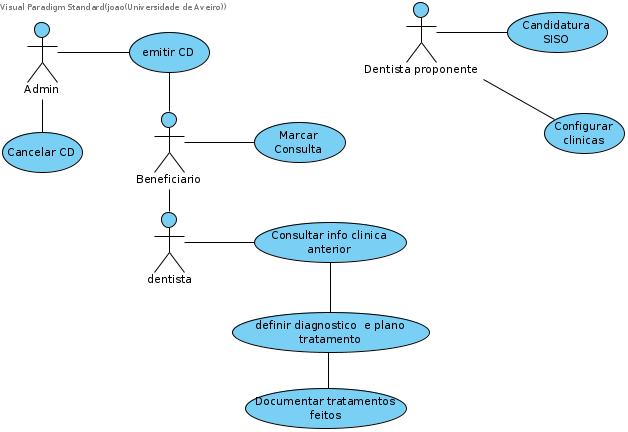 Visual Paradigm Standard(joao(Universidade de Aveiro))
Admin
emitir CD
Dentista proponente
Candidatura
SISO
Cancelar CD
Beneficiario
Marcar
Consulta
Configurar
clinicas
dentista
Consultar info clinica
anterior
definir diagnostico e plano
tratamento
Documentar tratamentos
feitos